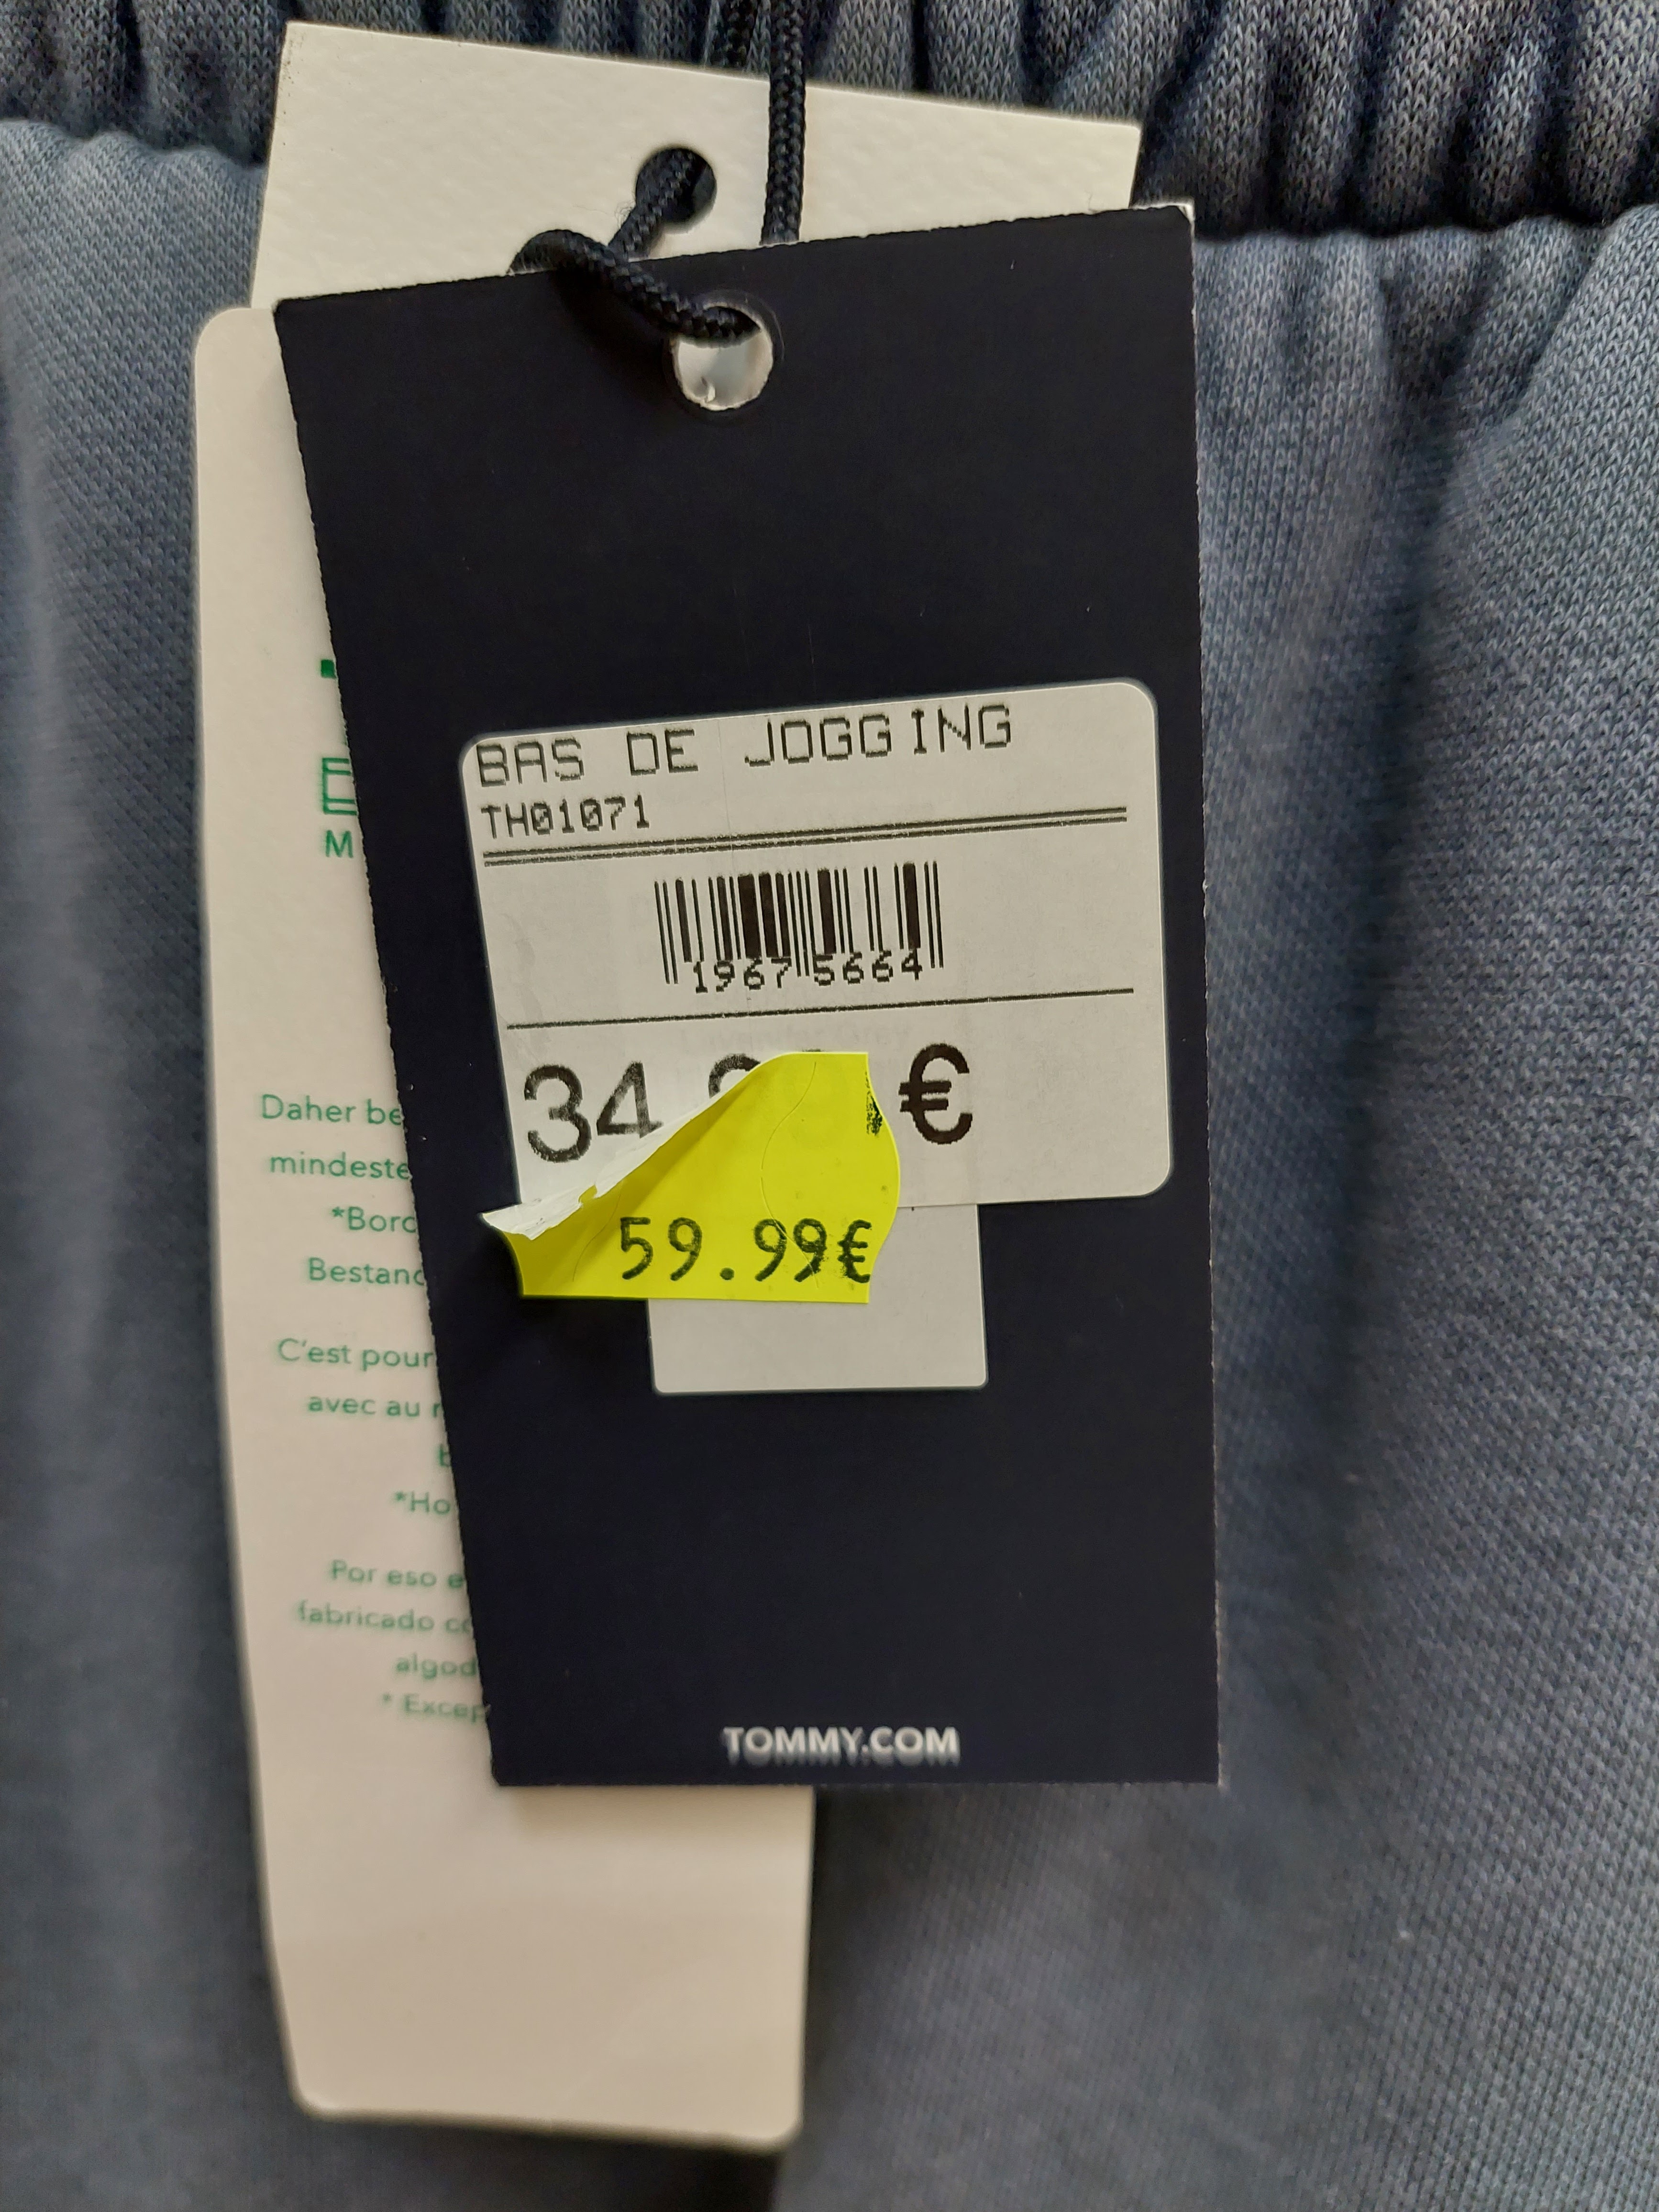 BAS DE JOGGING
TH01071
1967 5664
34 €
59.99€
TOMMY.COM
M
Daher be
mindeste
*Bord
Bestand
C'est pour
avec au
*Ho
Por eso e
fabricado co
algod
* Excep